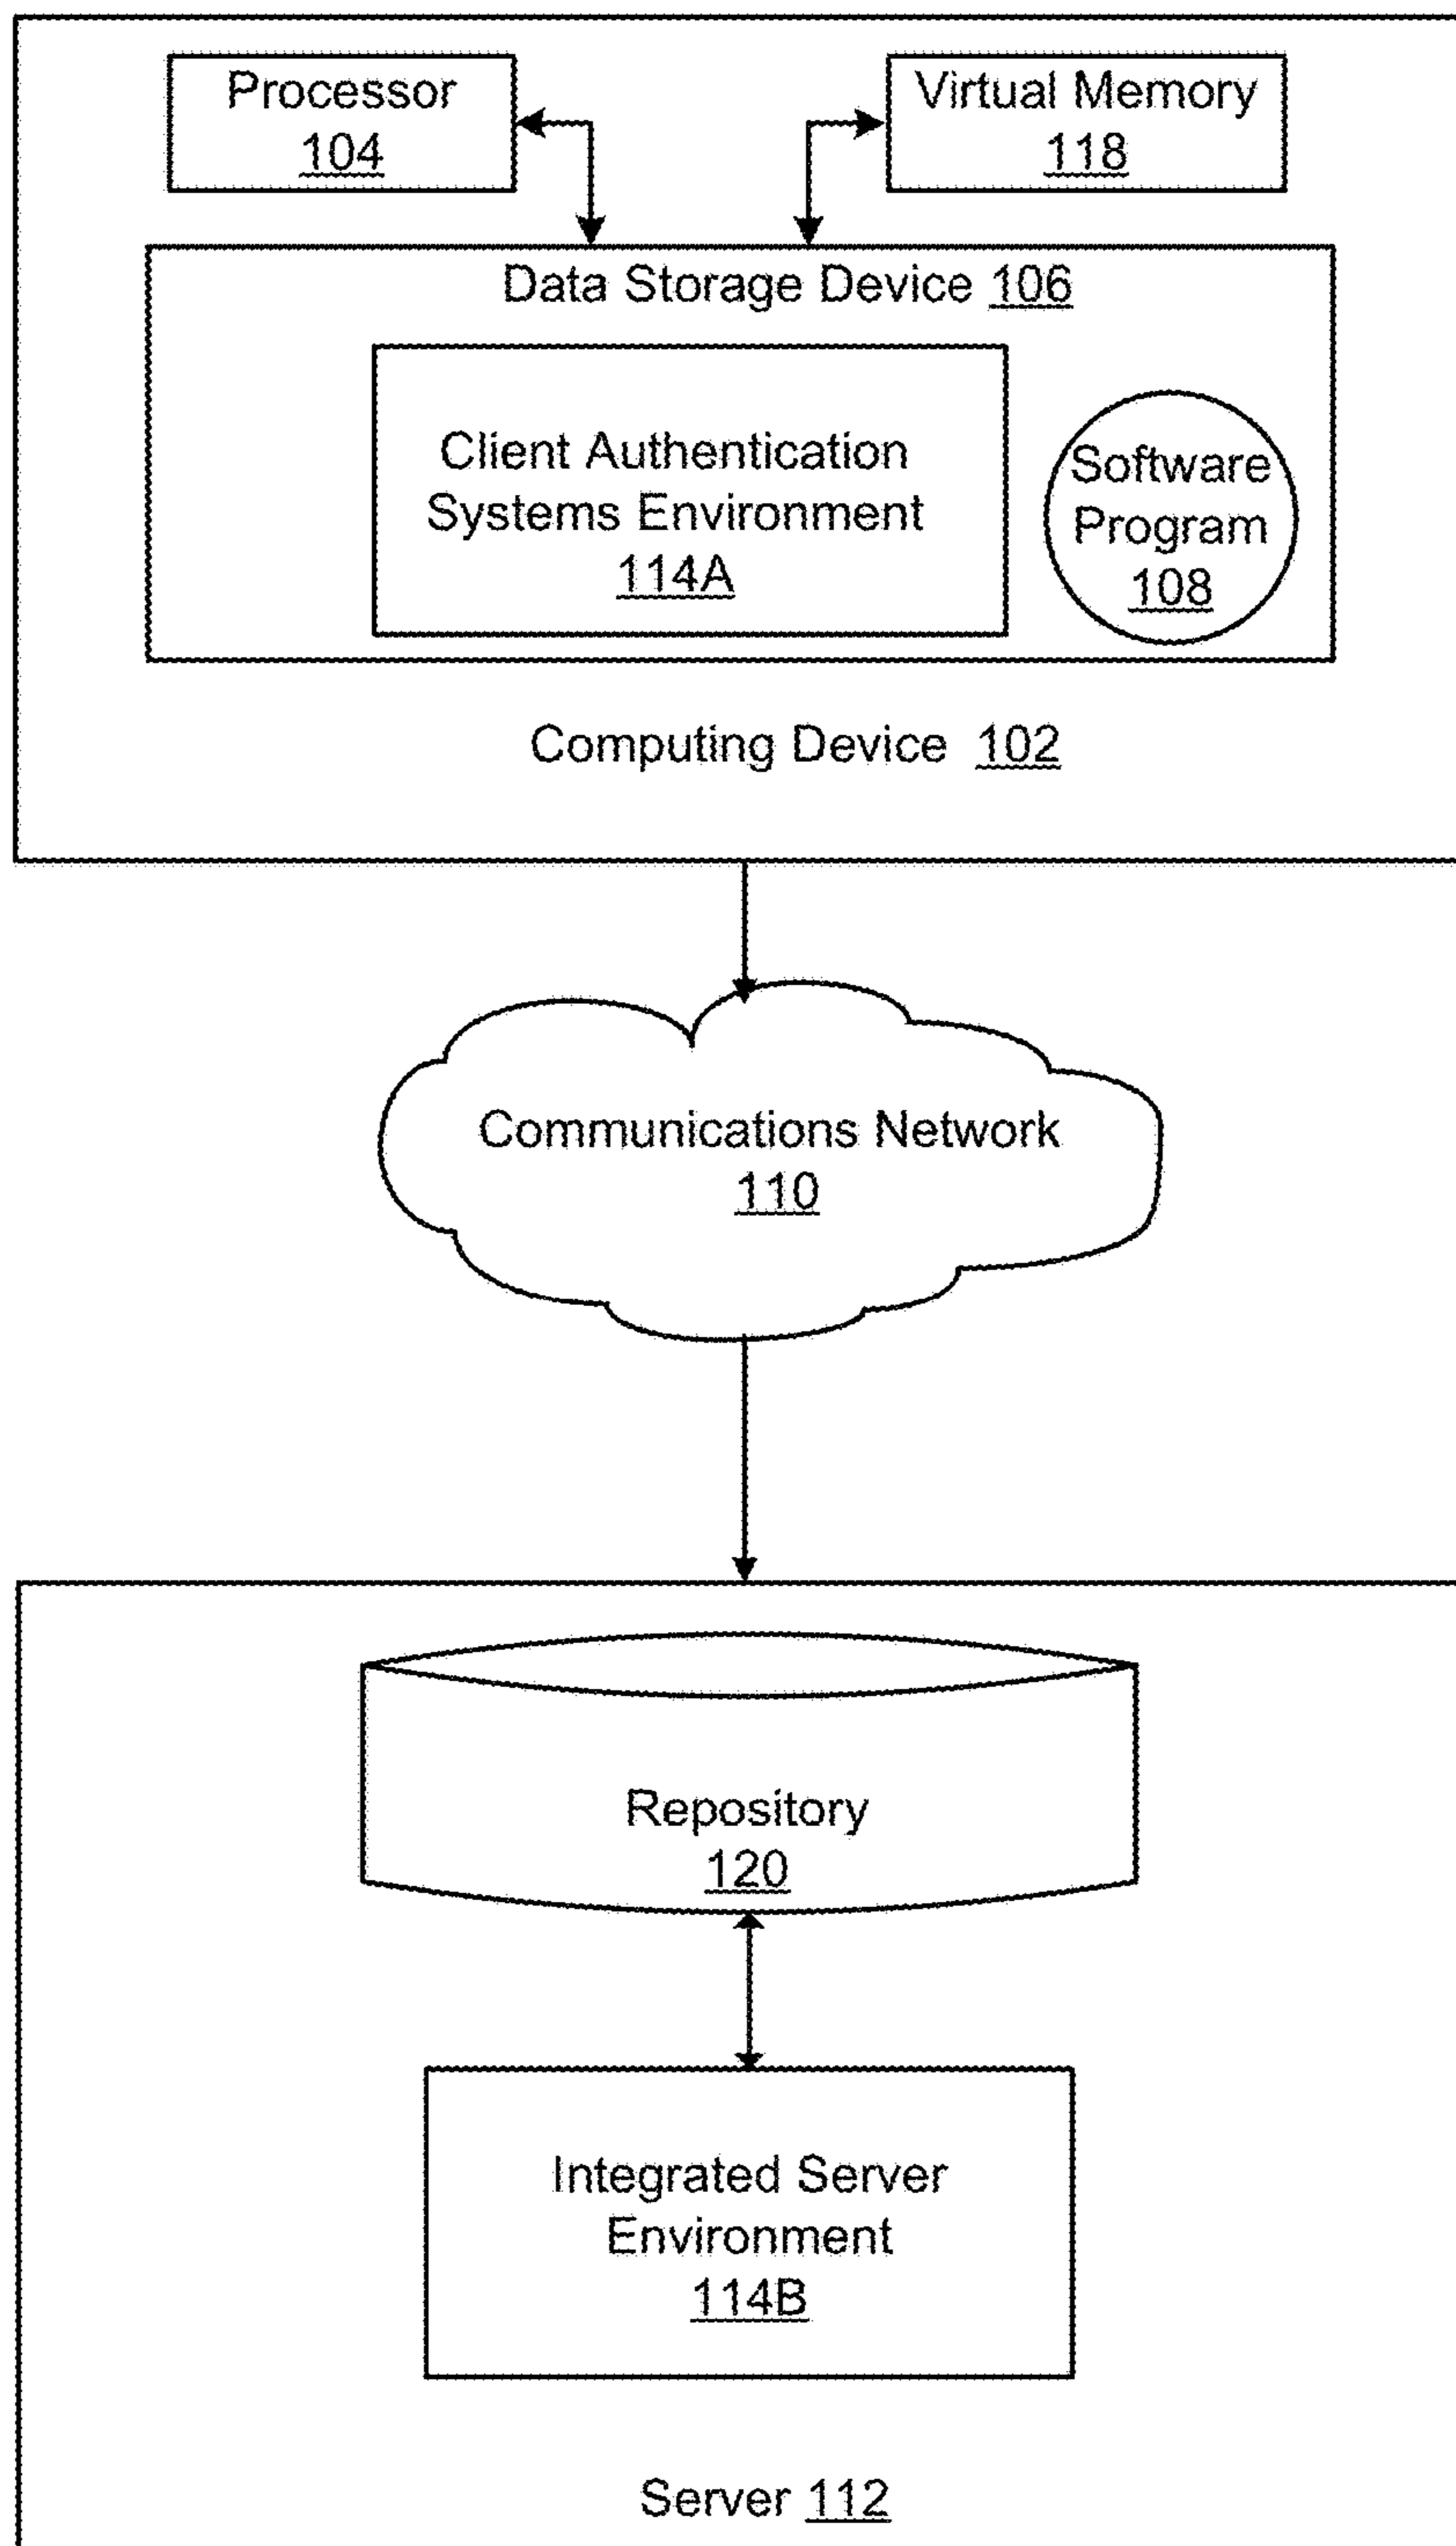 Processor
104
Virtual Memory
118
Data Storage Device 106
Client Authentication
Systems Environment
114A
Software
Program
108
Computing Device 102
Communications Network
110
Repository
120
Integrated Server
Environment
114B
Server 112